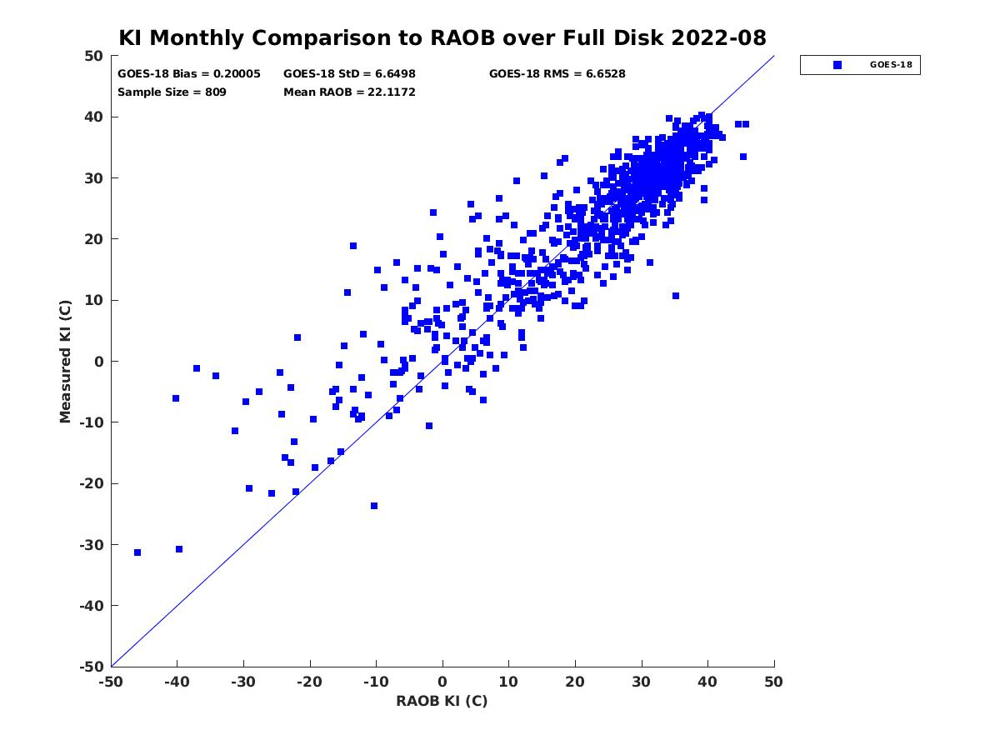 KI Monthly Comparison to RAOB over Full Disk 2022-08
GOES-18 Bias = 0.20005 GOES-18 StD = 6.6498 GOES-18 RMS = 6.6528
Sample Size = 809 Mean RAOB = 22.1172
GOES-18
50
40
30
20
10
0
-10
-20
-30
-40
-50
Measured KI (C)
-50 -40 -30 -20 -10 0 10 20 30 40 50
RAOB KI (C)